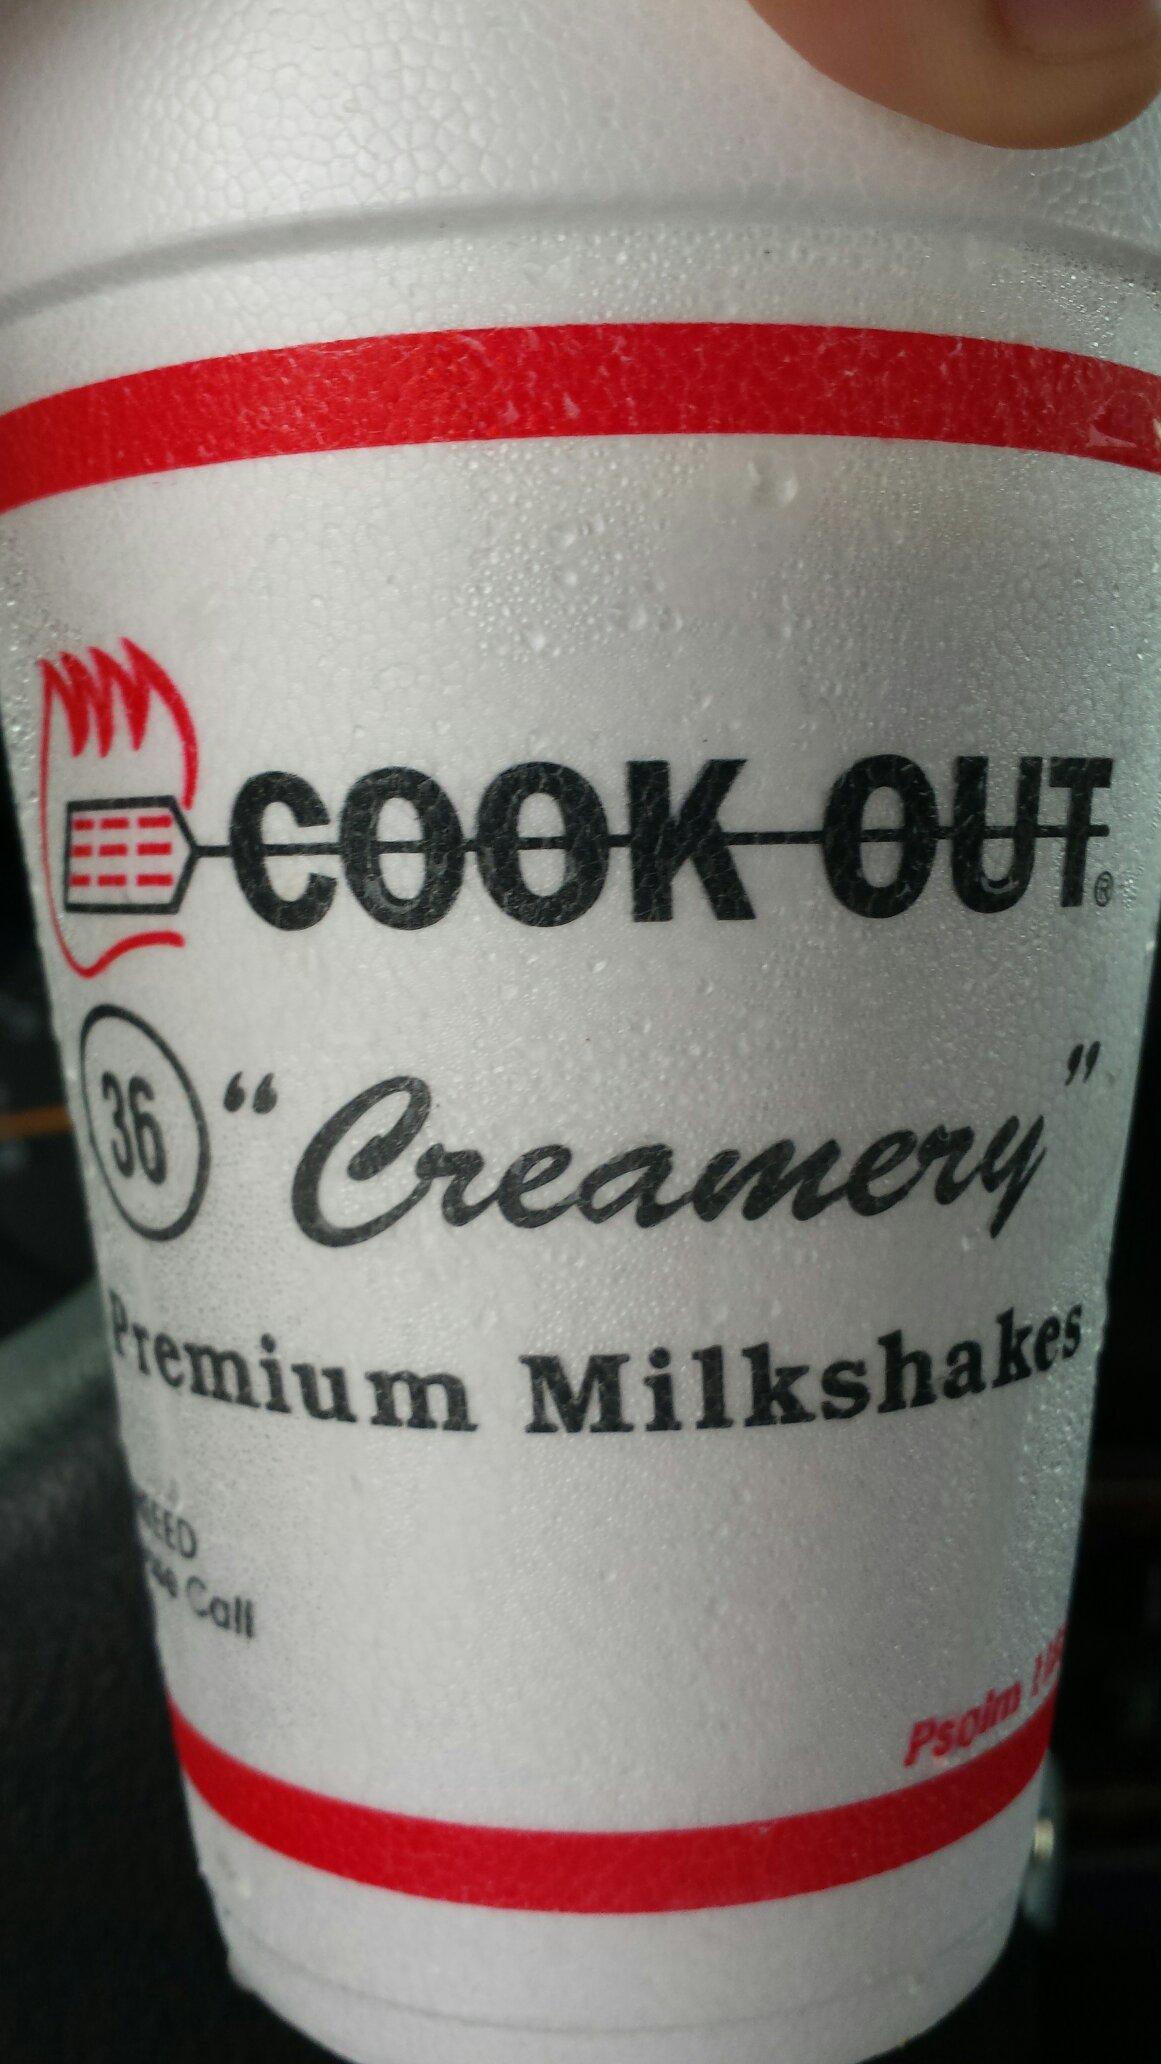 COOK OUT®
36 "Creamery"
Premium Milkshakes
Call
Psalm